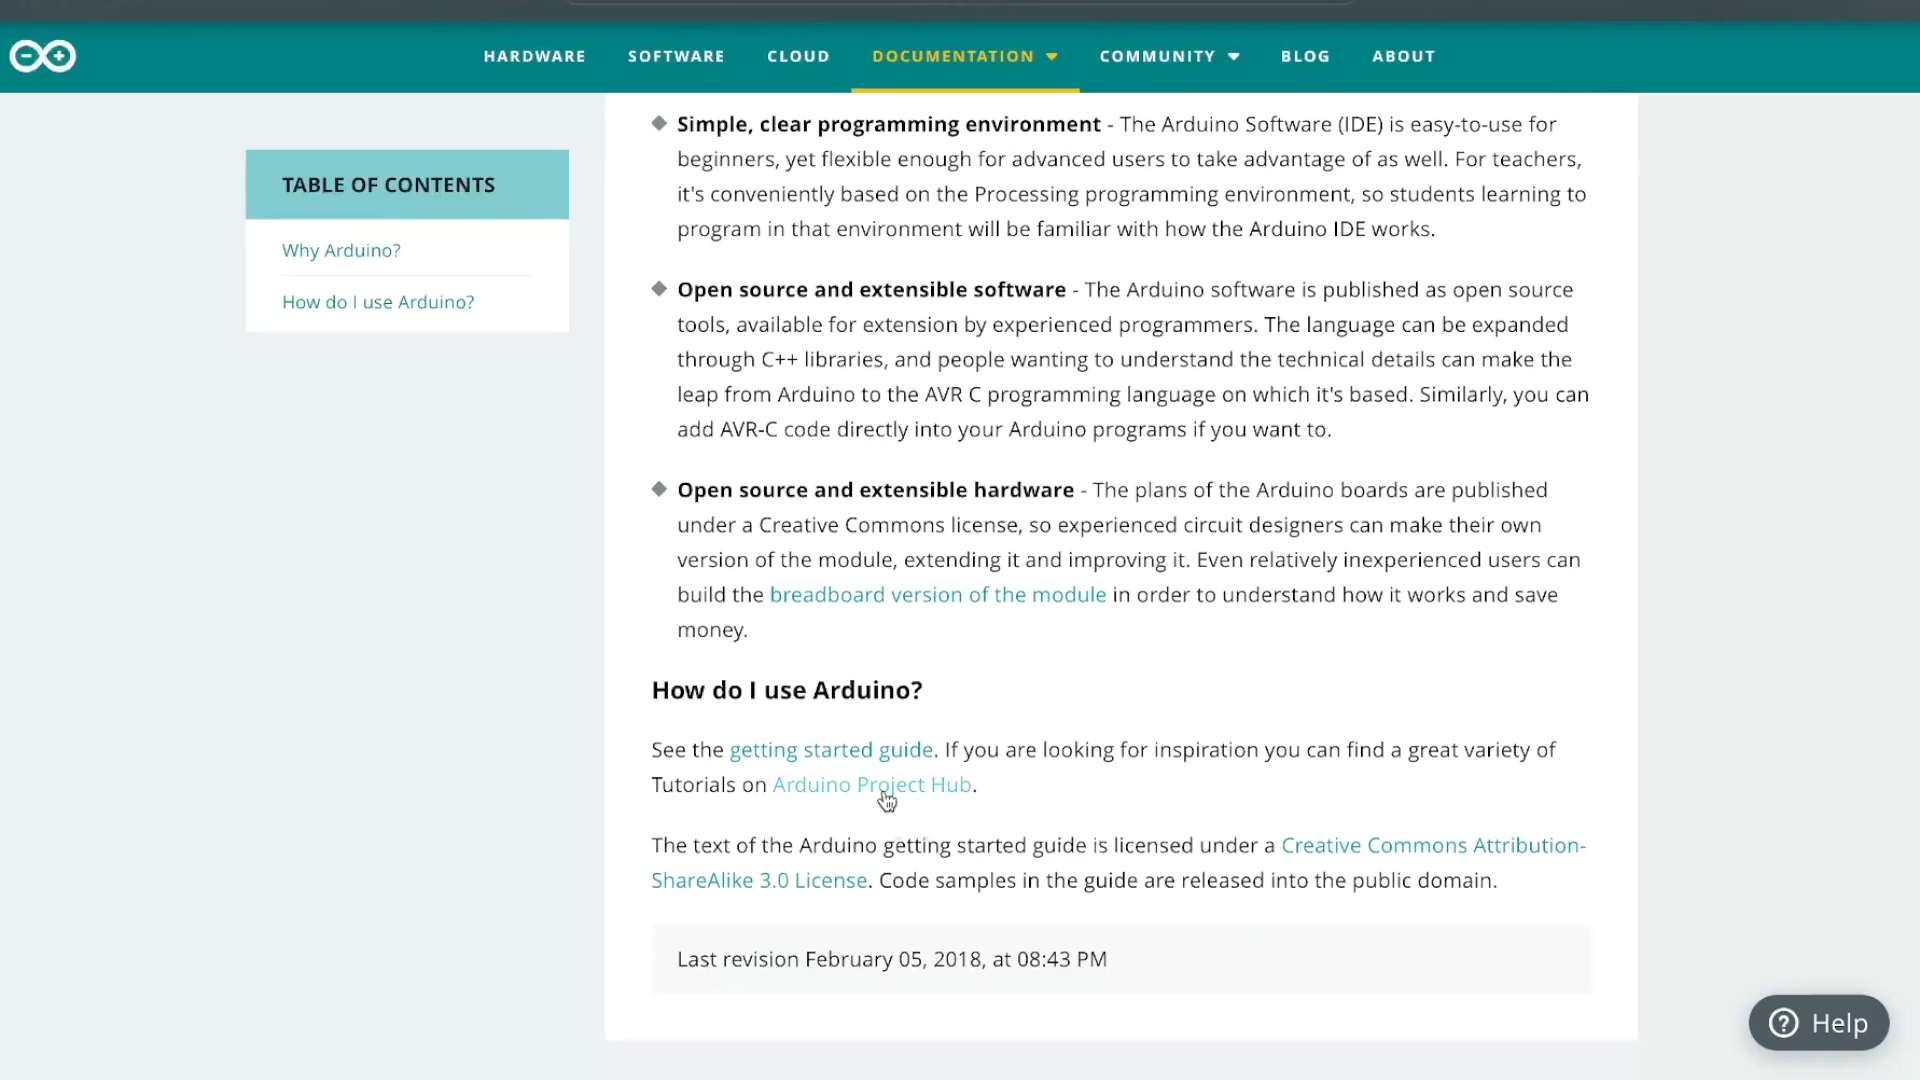 HARDWARE SOFTWARE CLOUD DOCUMENTATION COMMUNITY BLOG ABOUT
TABLE OF CONTENTS
Why Arduino?
How do I use Arduino?
Simple, clear programming environment - The Arduino Software (IDE) is easy-to-use for
beginners, yet flexible enough for advanced users to take advantage of as well. For teachers,
it's conveniently based on the Processing programming environment, so students learning to
program in that environment will be familiar with how the Arduino IDE works.
Open source and extensible software - The Arduino software is published as open source
tools, available for extension by experienced programmers. The language can be expanded
through C++ libraries, and people wanting to understand the technical details can make the
leap from Arduino to the AVR C programming language on which it's based. Similarly, you can
add AVR-C code directly into your Arduino programs if you want to.
Open source and extensible hardware - The plans of the Arduino boards are published
under a Creative Commons license, so experienced circuit designers can make their own
version of the module, extending it and improving it. Even relatively inexperienced users can
build the breadboard version of the module in order to understand how it works and save
money.
How do I use Arduino?
See the getting started guide. If you are looking for inspiration you can find a great variety of
Tutorials on Arduino Project Hub.
The text of the Arduino getting started guide is licensed under a Creative Commons Attribution-
ShareAlike 3.0 License. Code samples in the guide are released into the public domain.
Last revision February 05, 2018, at 08:43 PM
Help